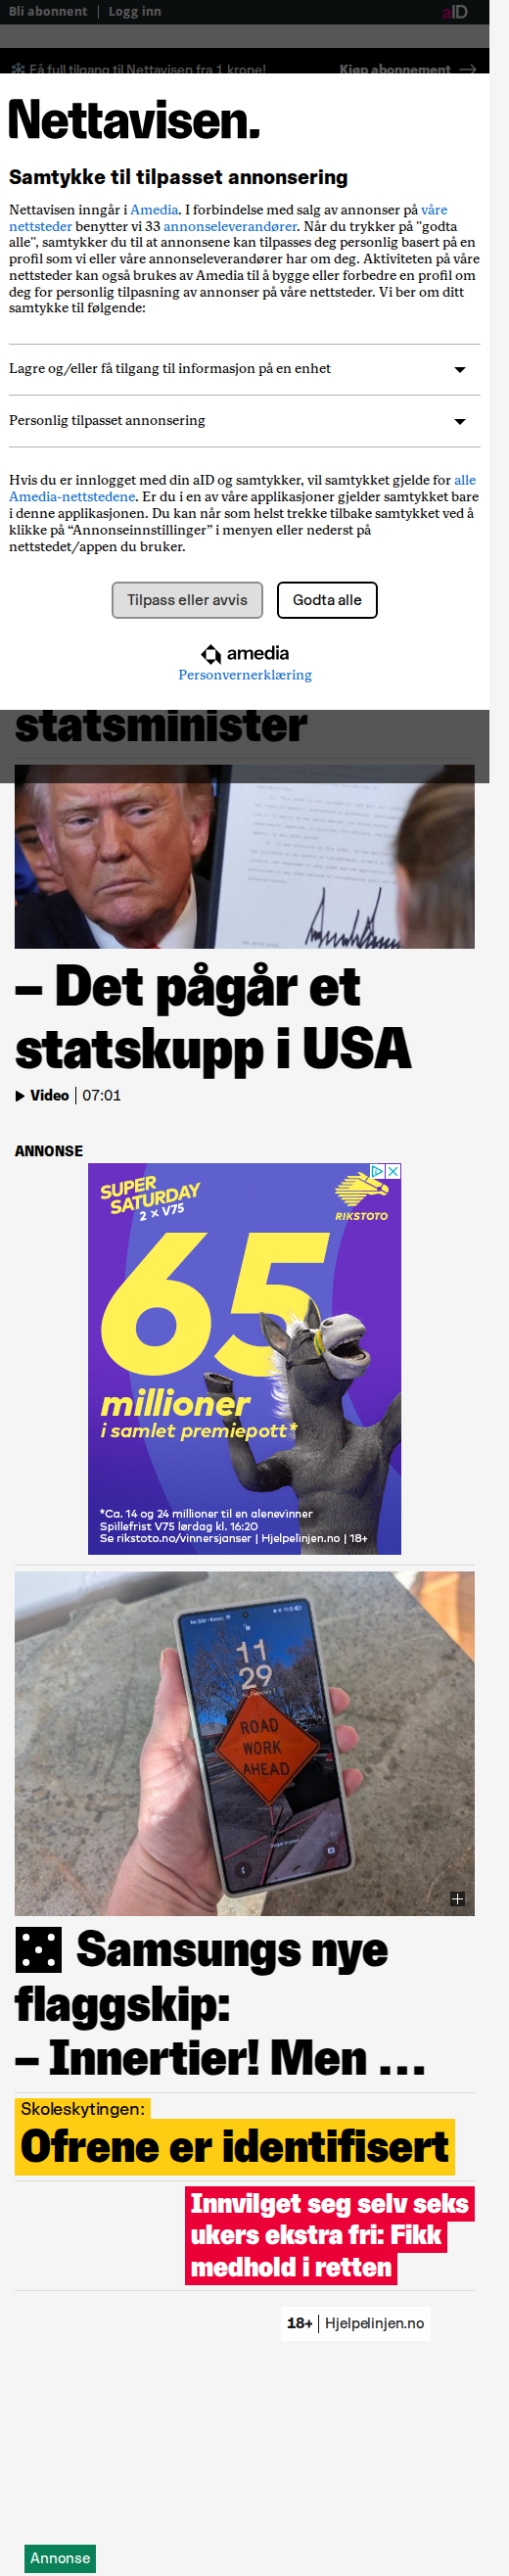 Bli abonnent
Logg inn
aID
Få full tilgang til Nettavisen fra 1 krone!
Kjøp abonnement
Nettavisen.
Samtykke til tilpasset annonsering
Nettavisen inngår i Amedia. I forbindelse med salg av annonser på våre
nettsteder benytter vi 33 annonseleverandører. Når du trykker på "godta
alle", samtykker du til at annonsene kan tilpasses deg personlig basert på en
profil som vi eller våre annonseleverandører har om deg. Aktiviteten på våre
nettsteder kan også brukes av Amedia til å bygge eller forbedre en profil om
deg for personlig tilpasning av annonser på våre nettsteder. Vi ber om ditt
samtykke til følgende:
Lagre og/eller få tilgang til informasjon på en enhet
Personlig tilpasset annonsering
Hvis du er innlogget med din aID og samtykker, vil samtykket gjelde for alle
Amedia-nettstedene. Er du i en av våre applikasjoner gjelder samtykket bare
i denne applikasjonen. Du kan når som helst trekke tilbake samtykket ved å
klikke på “Annonseinnstillinger” i menyen eller nederst på
nettstedet/appen du bruker.
Tilpass eller avvis
Godta alle
amedia
Personvernerklæring
statsminister
– Det pågår et
statskupp i USA
Video
07:01
ANNONSE
SUPER
SATURDAY
2 x V75
RIKSTOTO
65
millioner
i samlet premiepott*
*Ca. 14 og 24 millioner til en alenevinner
Spillefrist V75 lørdag kl. 16:20
Se rikstoto.no/vinnersjanser | Hjelpelinjen.no | 18+
11
29
ROAD
WORK
AHEAD
Samsungs nye
flaggskip:
– Innertier! Men …
Skoleskytingen:
Ofrene er identifisert
Innvilget seg selv seks
ukers ekstra fri: Fikk
medhold i retten
18+
Hjelpelinjen.no
Annonse